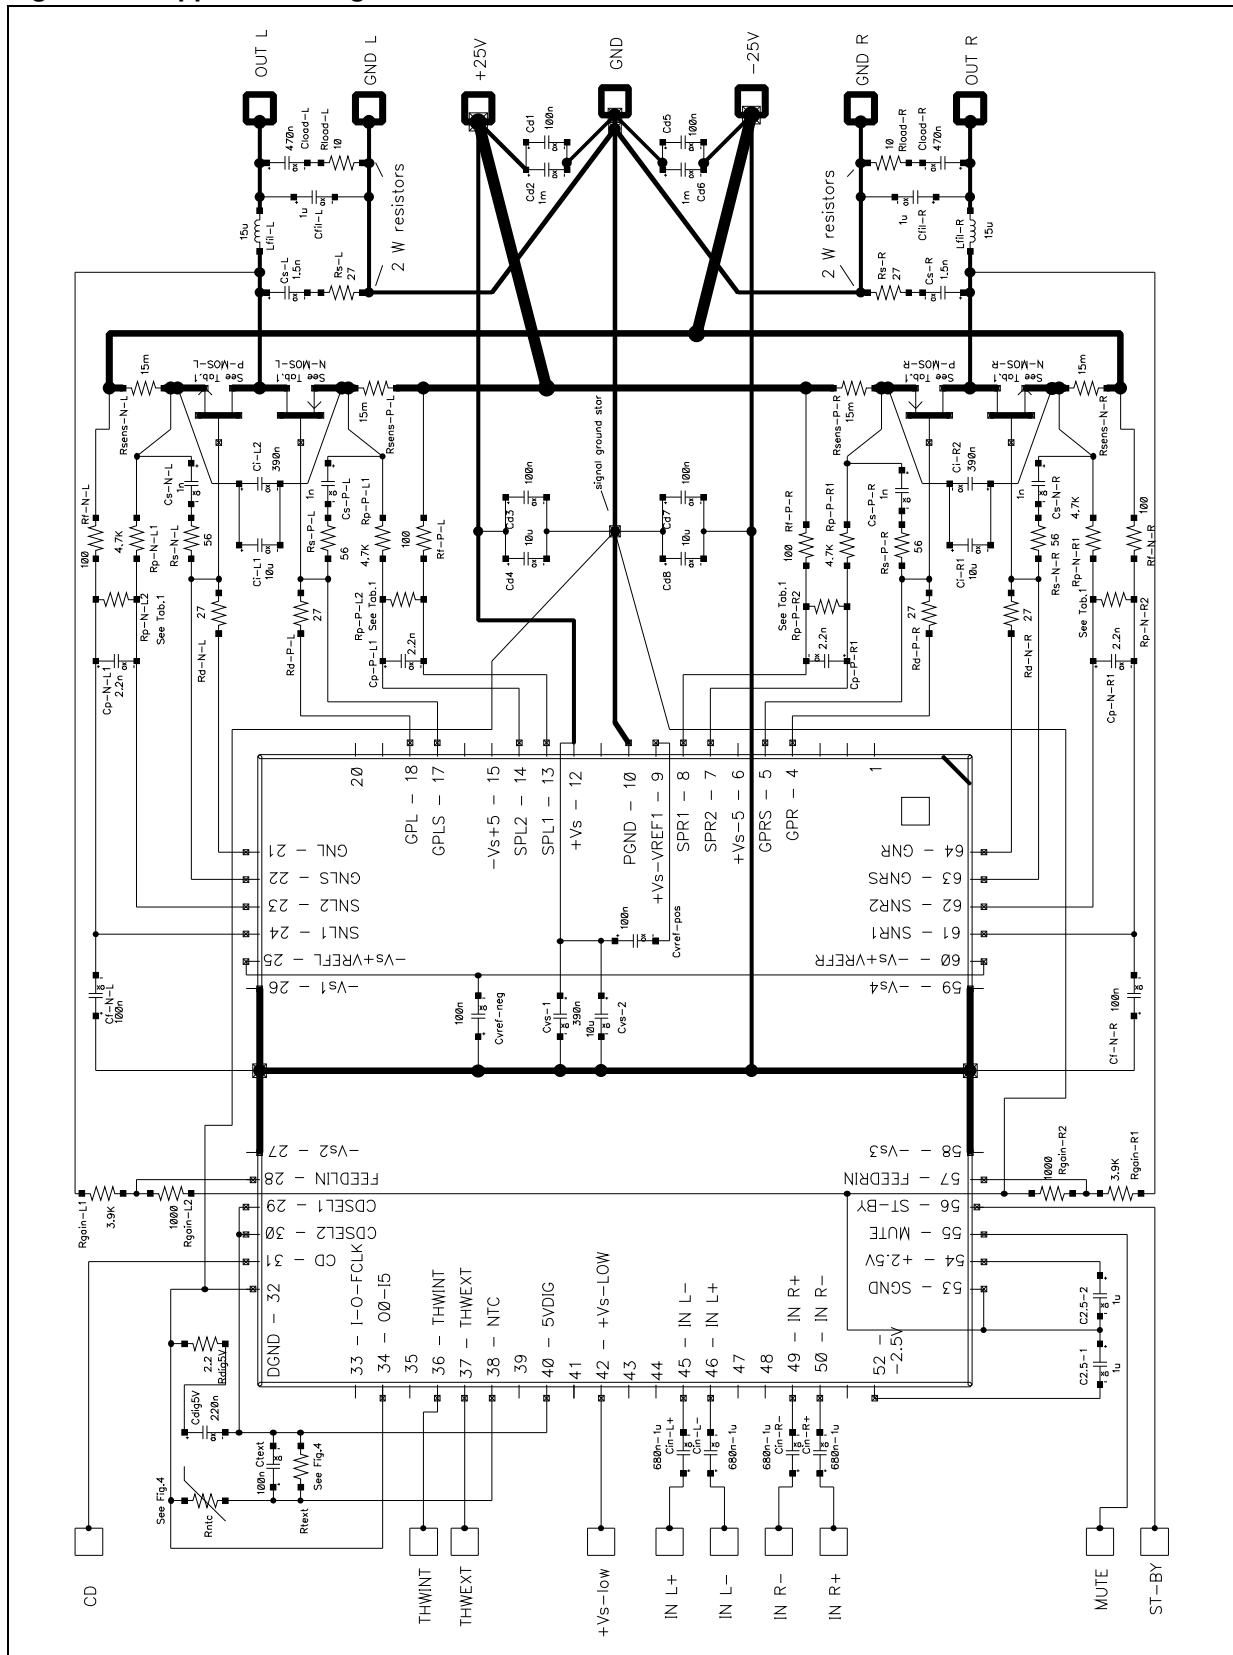 OUT L
GND L
+25V
GND
-25V
GND R
OUT R
470n
Cload-L
Rload-L
10
1u
Cfil-L
15u
Lfil-L
Cs-L
1.5n
Rs-L
27
2 W resistors
Cd1
100n
Cd2
1m
Cd5
100n
1m
Cd6
10
Rload-R
Cload-R
470n
1u
Cfil-R
Lfil-R
15u
2 W resistors
Rs-R
27
Cs-R
1.5n
15m
Rsens-N-L
See Tab.1
P-MOS-L
See Tab.1
N-MOS-L
15m
Rsens-P-L
15m
Rsens-P-R
See Tab.1
P-MOS-R
See Tab.1
N-MOS-R
15m
Rsens-N-R
Rf-N-L
100
4.7K
Rp-N-L1
Cs-N-L
1n
Rs-N-L
56
Ci-L2
390n
Ci-L1
10u
1n
Cs-P-L
Rs-P-L
56
Rp-P-L1
4.7K
100
Rf-P-L
100n
Cd3
10u
Cd4
signal ground star
100n
Cd7
10u
Cd8
Rf-P-R
100
Rp-P-R1
4.7K
Cs-P-R
1n
Rs-P-R
56
Ci-R2
390n
Ci-R1
10u
1n
Cs-N-R
Rs-N-R
56
4.7K
Rp-N-R1
100
Rf-N-R
Rp-N-L2
See Tab.1
Cp-N-L1
2.2n
27
Rd-N-L
27
Rd-P-L
Rp-P-L2
See Tab.1
Cp-P-L1
2.2n
See Tab.1
Rp-P-R2
2.2n
Cp-P-R1
27
Rd-P-R
27
Rd-N-R
See Tab.1
Rp-N-R2
2.2n
Cp-N-R1
20
GPL - 18
GPLS - 17
-Vs+5 - 15
SPL2 - 14
SPL1 - 13
+Vs - 12
PGND - 10
+Vs-VREF1 - 9
SPR1 - 8
SPR2 - 7
+Vs-5 - 6
GPRS - 5
GPR - 4
1
GNL - 21
GNLS - 22
SNL2 - 23
SNL1 - 24
-Vs+VREFL - 25
-Vs1 - 26
64 - GNR
63 - GNRS
62 - SNR2
61 - SNR1
60 - -Vs+VREFR
59 - -Vs4
Cf-N-L
100n
100n
Cvref-neg
Cvs-1
390n
10u
Cvs-2
100n
Cvref-pos
100n
Cf-N-R
-Vs2 - 27
FEEDLIN - 28
CDSEL1 - 29
CDSEL2 - 30
CD - 31
58 - -Vs3
57 - FEEDRIN
56 - ST-BY
55 - MUTE
54 - +2.5V
53 - SGND
Rgain-L1
3.9K
1000
Rgain-L2
1000
Rgain-R2
3.9K
Rgain-R1
DGND - 32
33 - I-O-FCLK
34 - O0-I5
35
36 - THWINT
37 - THWEXT
38 - NTC
39
40 - 5VDIG
41
42 - +Vs-LOW
43
44
45 - IN L-
46 - IN L+
47
48
49 - IN R+
50 - IN R-
52 -
-2.5V
2.2
Rdig5V
Cdig5V
220n
See Fig.4
Rntc
100n
Ctext
See Fig.4
Rtext
680n-1u
Cin-L+
Cin-L-
680n-1u
680n-1u
Cin-R-
Cin-R+
680n-1u
C2.5-1
1u
C2.5-2
1u
CD
THWINT
THWEXT
+Vs-low
IN L+
IN L-
IN R-
IN R+
MUTE
ST-BY